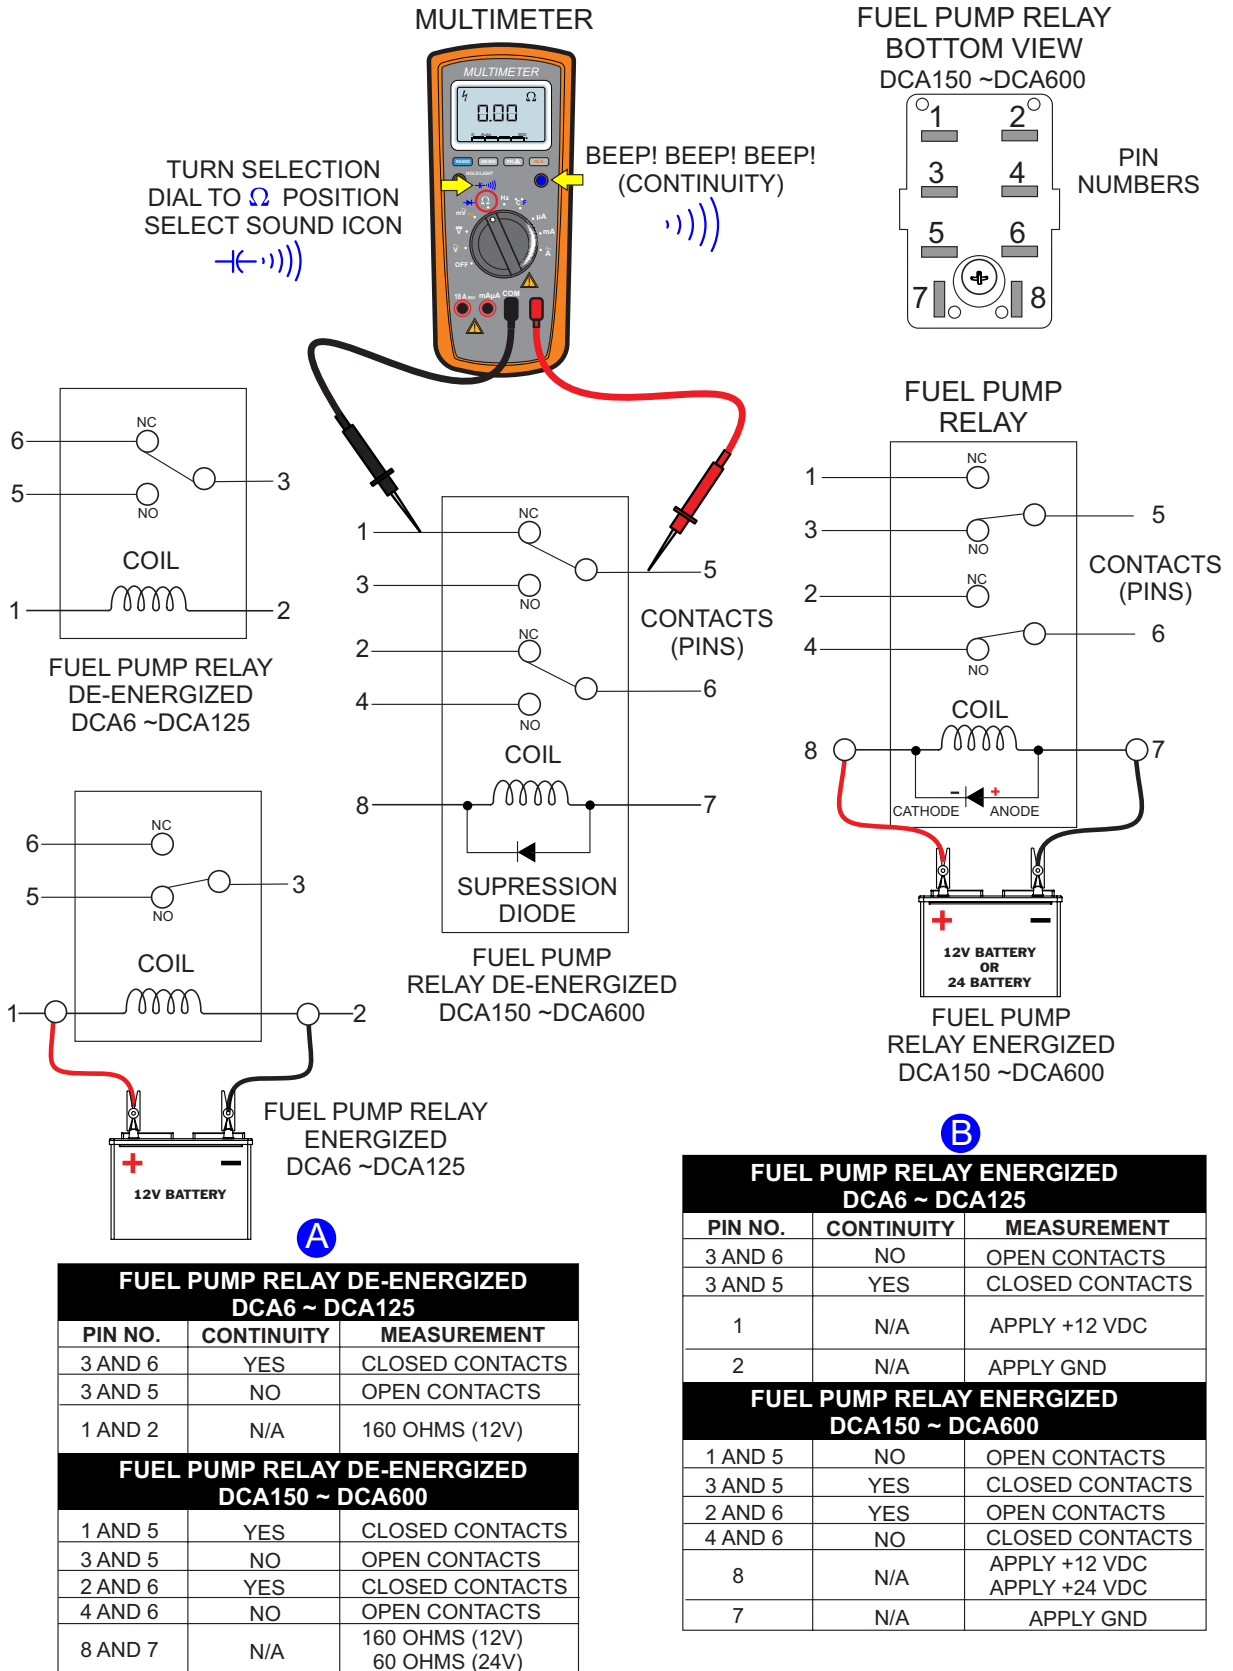 MULTIMETER
FUEL PUMP RELAY
BOTTOM VIEW
DCA150 ~DCA600
1 2
3 4
5 6
7 8
PIN
NUMBERS
MULTIMETER
Ω
0.00
HOLD/LIGHT
Ω Hz °C°F
mV µA
V mA
V A
OFF
10 A mAµA COM
TURN SELECTION
DIAL TO Ω POSITION
SELECT SOUND ICON
BEEP! BEEP! BEEP!
(CONTINUITY)
6 NC
5 NO 3
COIL
1 2
FUEL PUMP RELAY
DE-ENERGIZED
DCA6 ~DCA125
1 NC
5
3 NO
CONTACTS
(PINS)
2 NC
6
4 NO
COIL
8 7
SUPRESSION
DIODE
FUEL PUMP
RELAY DE-ENERGIZED
DCA150 ~DCA600
FUEL PUMP
RELAY
1 NC
5
3 NO
CONTACTS
(PINS)
2 NC
6
4 NO
COIL
8 7
- +
CATHODE ANODE
+ -
12V BATTERY
OR
24 BATTERY
FUEL PUMP
RELAY ENERGIZED
DCA150 ~DCA600
6 NC
3
5 NO
COIL
1 2
+ -
12V BATTERY
FUEL PUMP RELAY
ENERGIZED
DCA6 ~DCA125
A
FUEL PUMP RELAY DE-ENERGIZED
DCA6 ~ DCA125
PIN NO. CONTINUITY MEASUREMENT
3 AND 6 YES CLOSED CONTACTS
3 AND 5 NO OPEN CONTACTS
1 AND 2 N/A 160 OHMS (12V)
FUEL PUMP RELAY DE-ENERGIZED
DCA150 ~ DCA600
1 AND 5 YES CLOSED CONTACTS
3 AND 5 NO OPEN CONTACTS
2 AND 6 YES CLOSED CONTACTS
4 AND 6 NO OPEN CONTACTS
8 AND 7 N/A 160 OHMS (12V)
60 OHMS (24V)
B
FUEL PUMP RELAY ENERGIZED
DCA6 ~ DCA125
PIN NO. CONTINUITY MEASUREMENT
3 AND 6 NO OPEN CONTACTS
3 AND 5 YES CLOSED CONTACTS
1 N/A APPLY +12 VDC
2 N/A APPLY GND
FUEL PUMP RELAY ENERGIZED
DCA150 ~ DCA600
1 AND 5 NO OPEN CONTACTS
3 AND 5 YES CLOSED CONTACTS
2 AND 6 YES OPEN CONTACTS
4 AND 6 NO CLOSED CONTACTS
8 N/A APPLY +12 VDC
APPLY +24 VDC
7 N/A APPLY GND